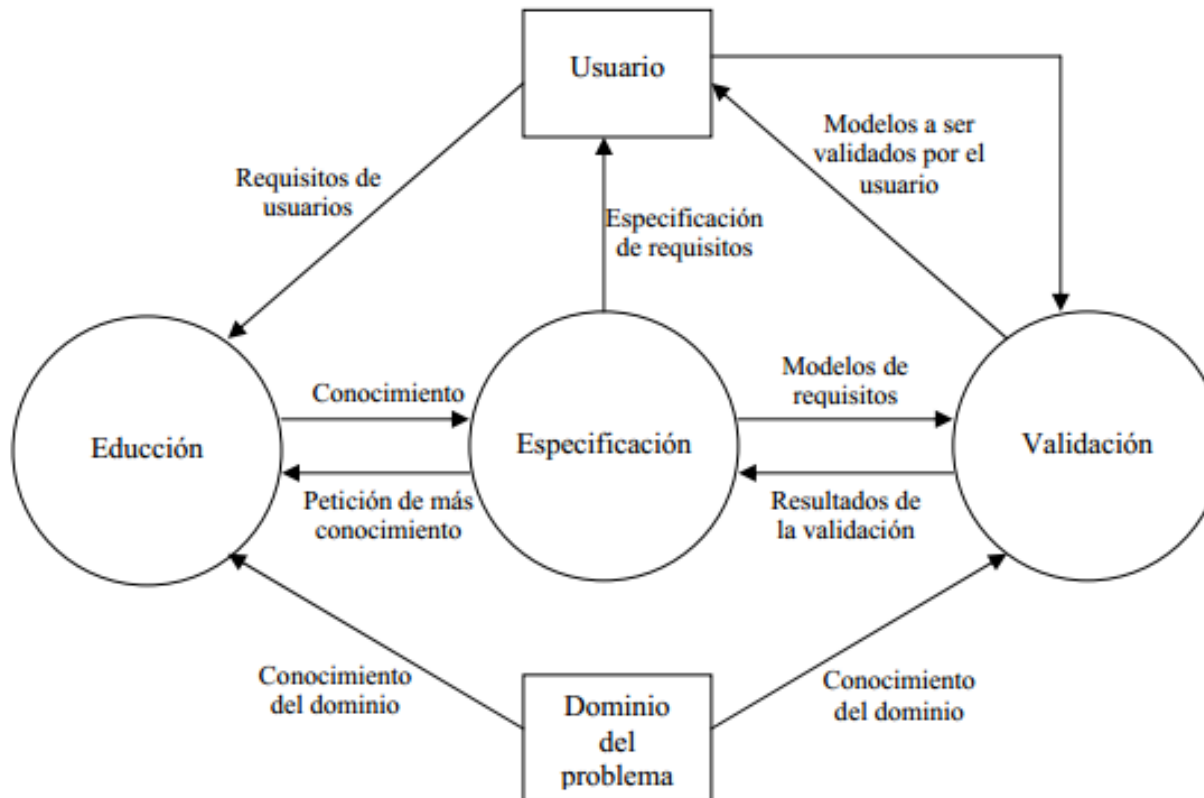 Usuario
Modelos a ser
validados por el
usuario
Requisitos de
usuarios
Especificación
de requisitos
Conocimiento
Modelos de
requisitos
Educción
Especificación
Validación
Petición de más
conocimiento
Resultados de
la validación
Conocimiento
del dominio
Dominio
del
problema
Conocimiento
del dominio